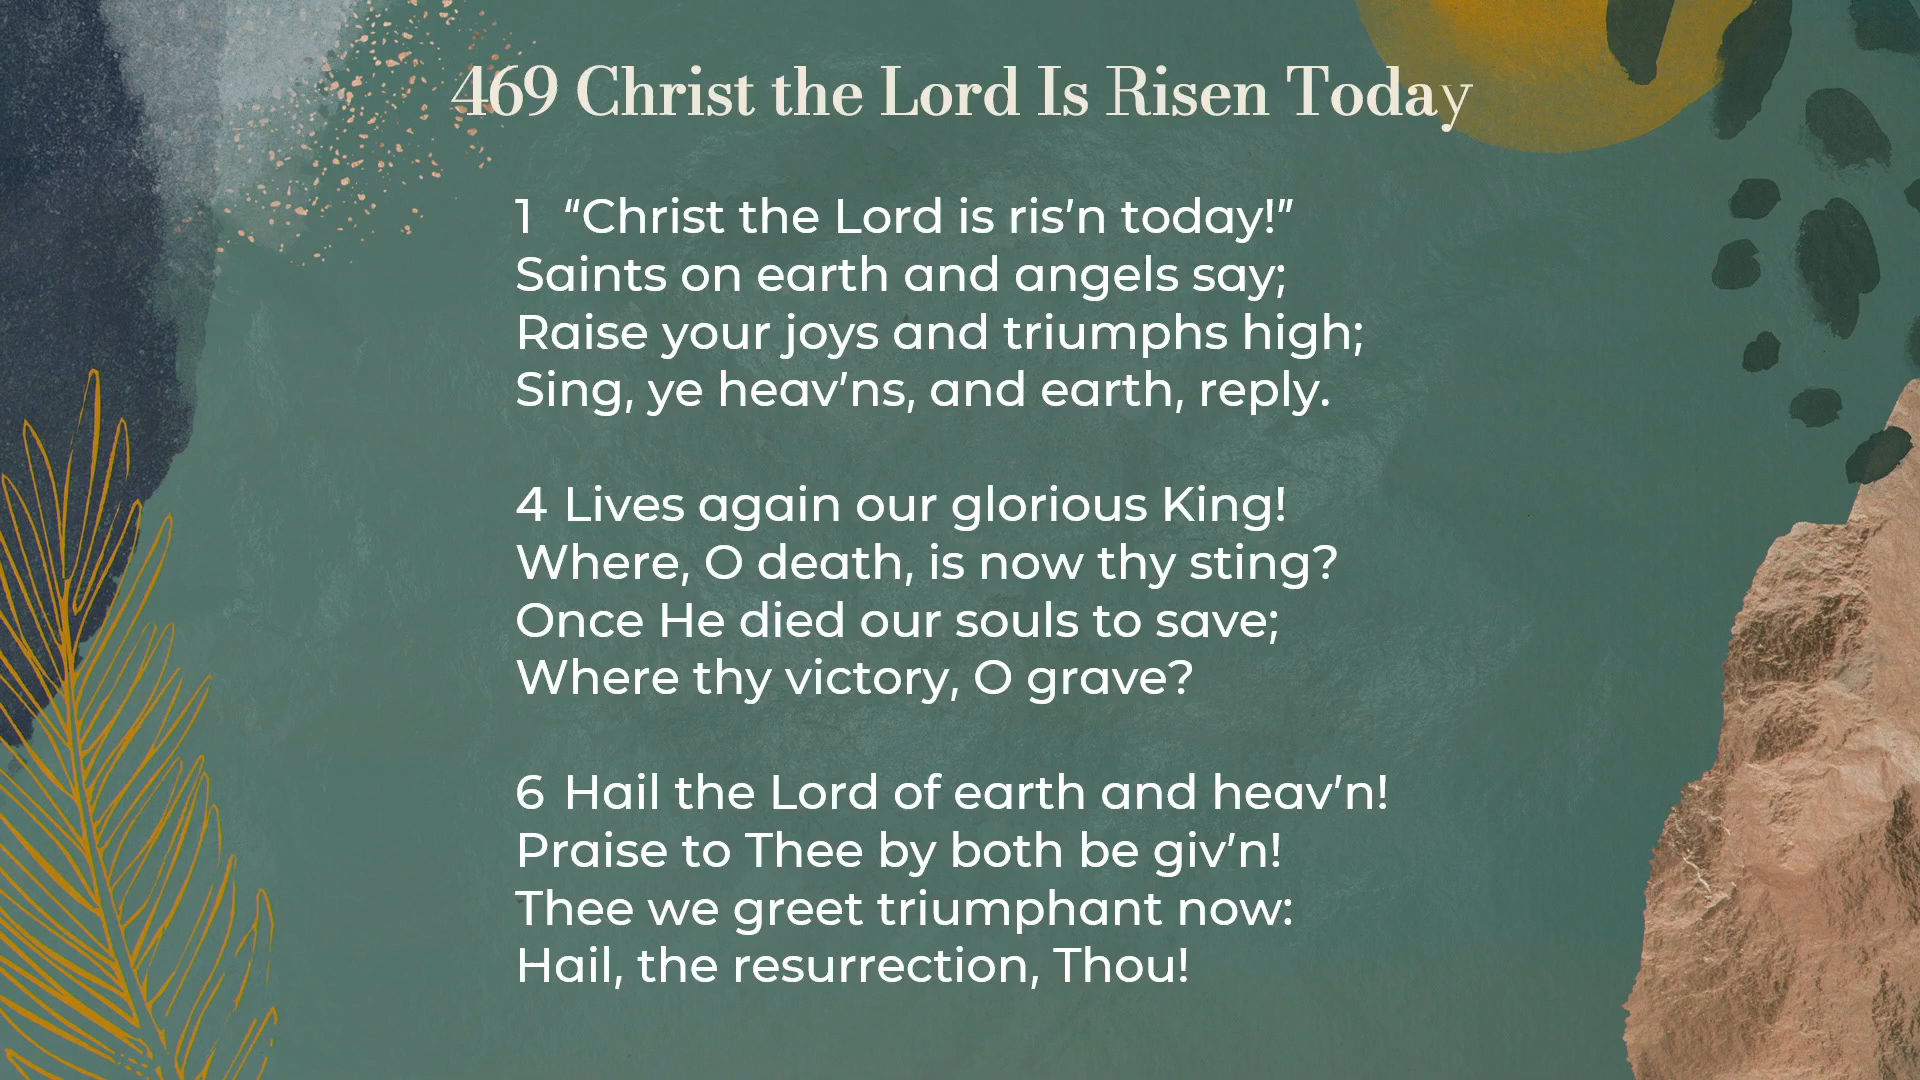 469 Christ the Lord Is Risen Today
1 “Christ the Lord is ris’n today!”
Saints on earth and angels say;
Raise your joys and triumphs high;
Sing, ye heav’ns, and earth, reply.
4 Lives again our glorious King!
Where, O death, is now thy sting?
Once He died our souls to save;
Where thy victory, O grave?
6 Hail the Lord of earth and heav’n!
Praise to Thee by both be giv’n!
Thee we greet triumphant now:
Hail, the resurrection, Thou!